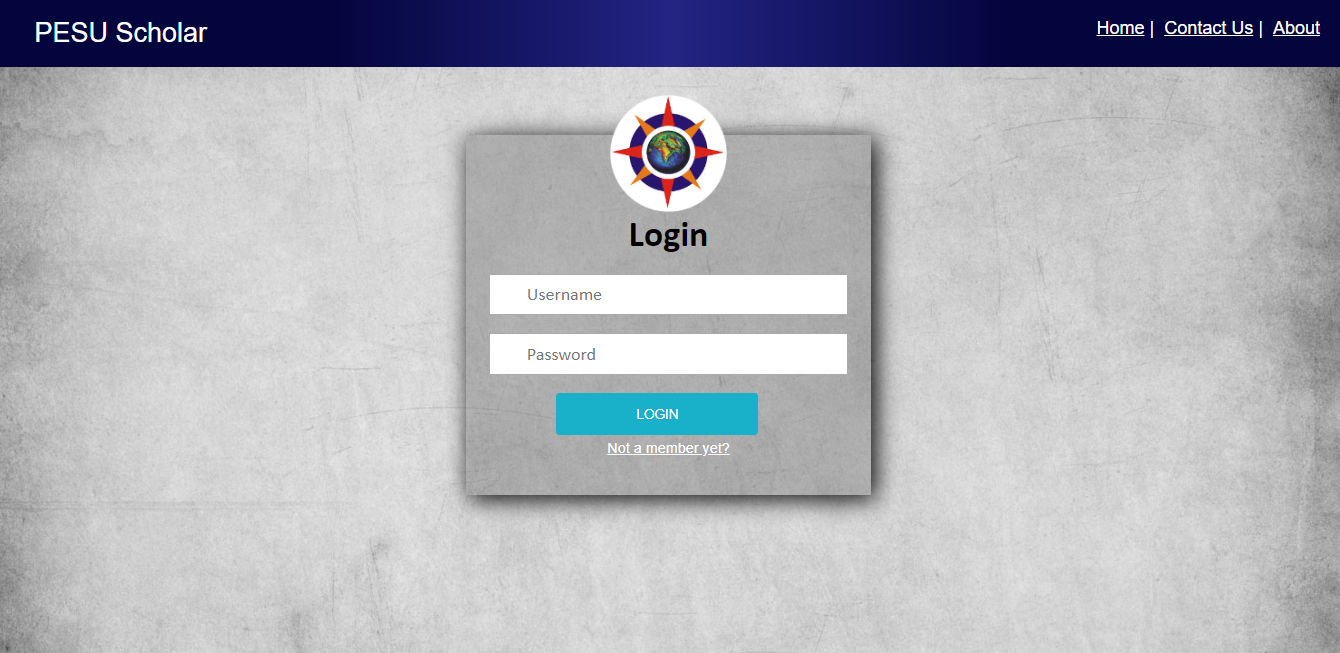 PESU Scholar
Home | Contact Us | About
Login
Username
Password
LOGIN
Not a member yet?